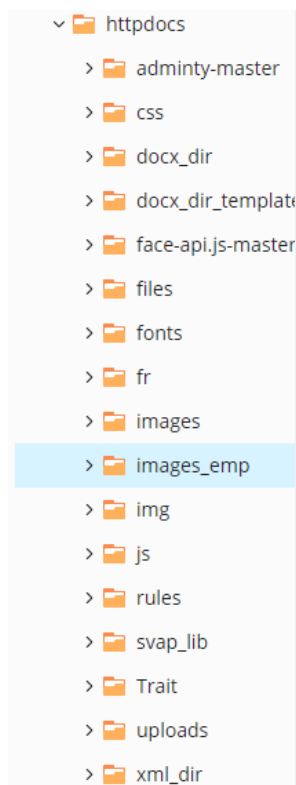 httpdocs
adminty-master
css
docx_dir
docx_dir_template
face-api.js-master
files
fonts
fr
images
images_emp
img
js
rules
svap_lib
Trait
uploads
xml_dir